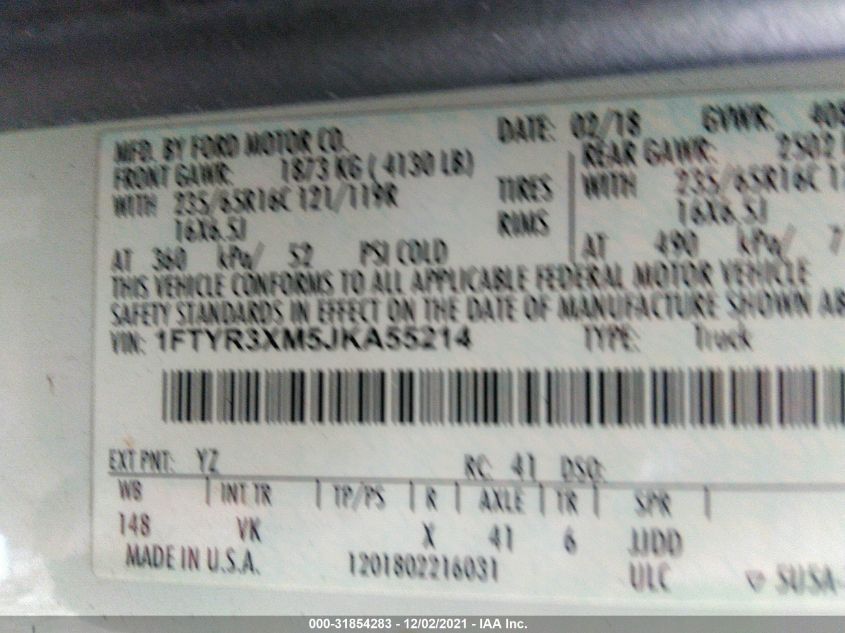 MFD. BY FORD MOTOR CO. DATE: 02/18 GVWR:
FRONT GAWR: 1873 KG ( 4130 LB) REAR GAWR: 2502
WITH 235/65R16C 121/119R TIRES WITH 235/65R16C
16X6.5J RIMS 16X6.5J
AT 360 kPa/ 52 PSI COLD AT 490 kPa/ 7
THIS VEHICLE CONFORMS TO ALL APPLICABLE FEDERAL MOTOR VEHICLE
SAFETY STANDARDS IN EFFECT ON THE DATE OF MANUFACTURE SHOWN AB
VIN: 1FTYR3XM5JKA55214 TYPE: Truck
EXT PNT: YZ RC: 41 DSO:
WB | INT TR | TP/PS | R | AXLE | TR | SPR |
148 VK X 41 6 JJDD
MADE IN U.S.A. 1201802216031 ULC SUSA-
000-31854283 - 12/02/2021 - IAA Inc.